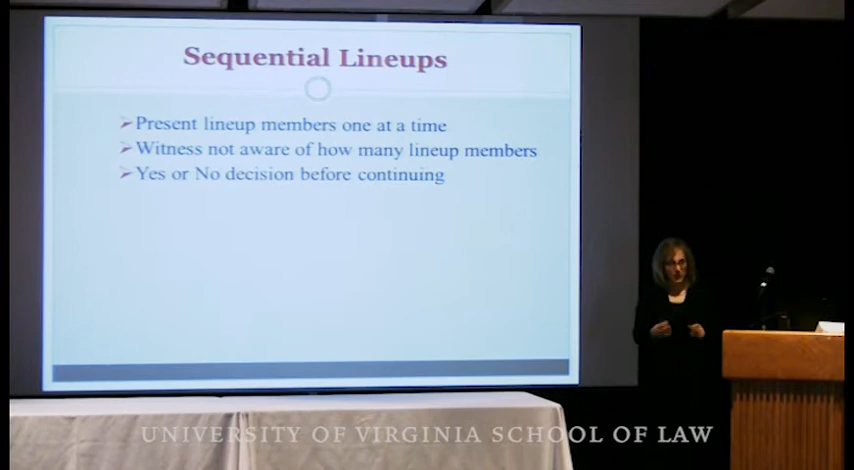 Sequential Lineups
➢Present lineup members one at a time
➢Witness not aware of how many lineup members
➢Yes or No decision before continuing
UNIVERSITY OF VIRGINIA SCHOOL OF LAW